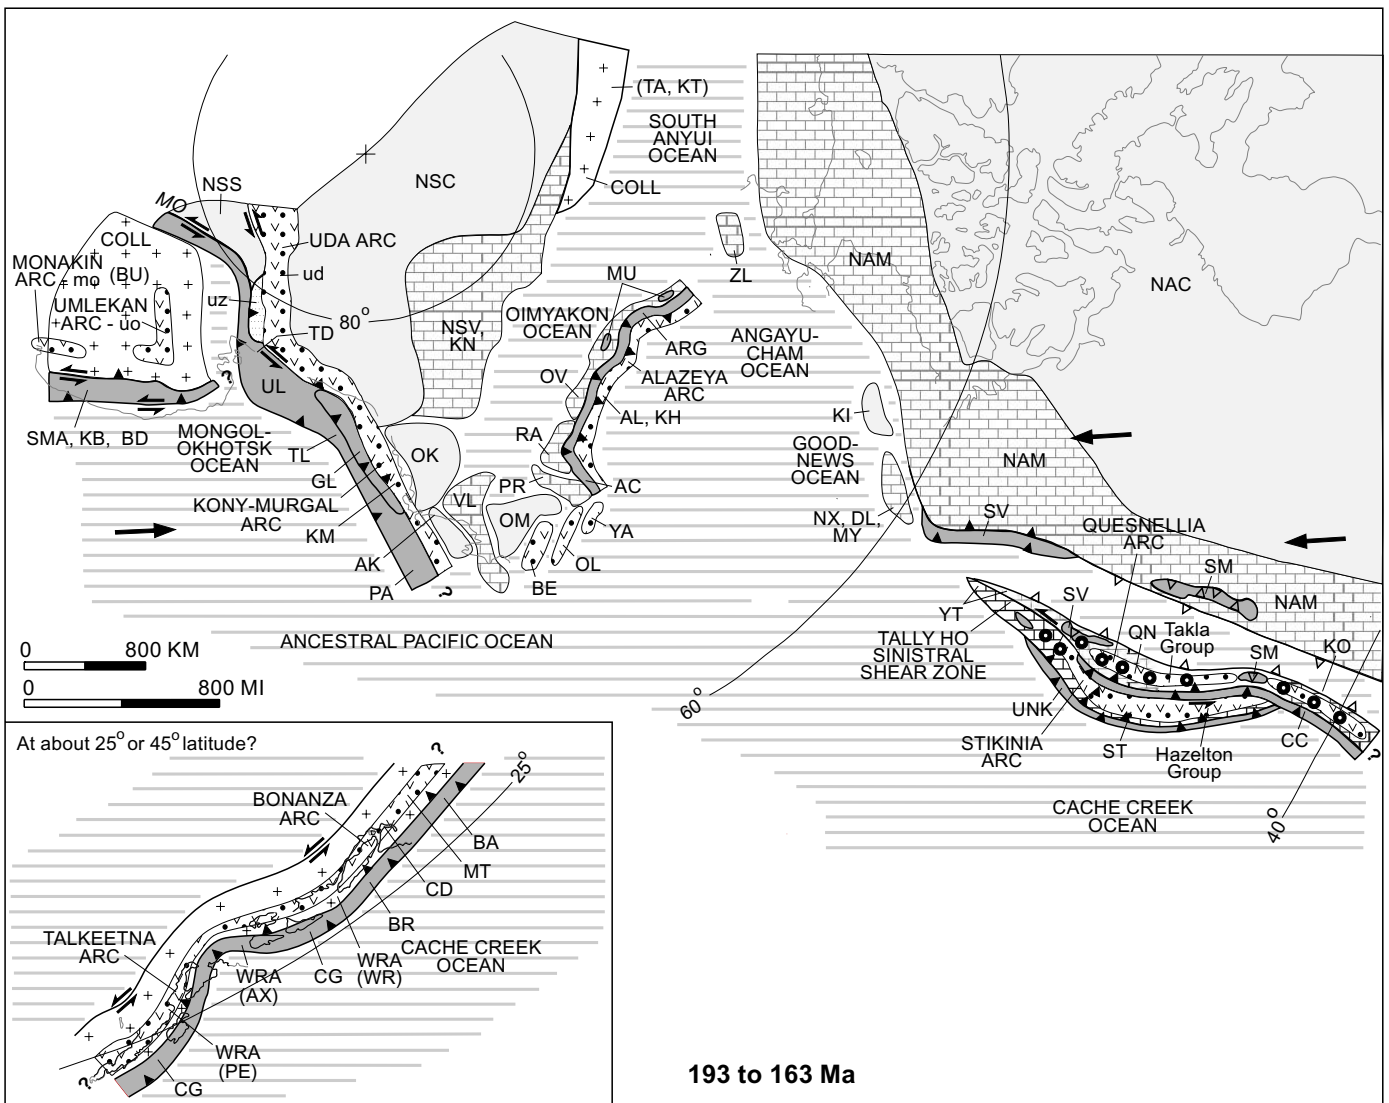 (TA, KT)
SOUTH
ANYUI
OCEAN
COLL
NSC
NSS
MO
COLL
UDA ARC
MONAKIN
ARC - mo
(BU)
ud
UMLEKAN
ARC - uo
uz
80°
TD
NSV,
KN
MU
OIMYAKON
OCEAN
ZL
NAM
NAC
ARG
ANGAYU-
CHAM
OCEAN
ALAZEYA
ARC
OV
AL, KH
UL
?
KI
SMA, KB, BD
MONGOL-
OKHOTSK
OCEAN
TL
GL
OK
RA
GOOD-
NEWS
OCEAN
NAM
KONY-MURGAL
ARC
VL
PR
AC
KM
OM
YA
NX, DL,
MY
SV
QUESNELLIA
ARC
AK
OL
PA
?
BE
SM
NAM
YT
SV
ANCESTRAL PACIFIC OCEAN
TALLY HO
SINISTRAL
SHEAR ZONE
QN
Takla
Group
SM
KO
0 800 KM
0 800 MI
60°
UNK
STIKINIA
ARC
ST
Hazelton
Group
CC
?
CACHE CREEK
OCEAN
40°
At about 25° or 45° latitude?
?
25°
BONANZA
ARC
BA
MT
CD
BR
TALKEETNA
ARC
WRA
(AX)
CG
WRA
(WR)
CACHE CREEK
OCEAN
WRA
(PE)
?
CG
193 to 163 Ma